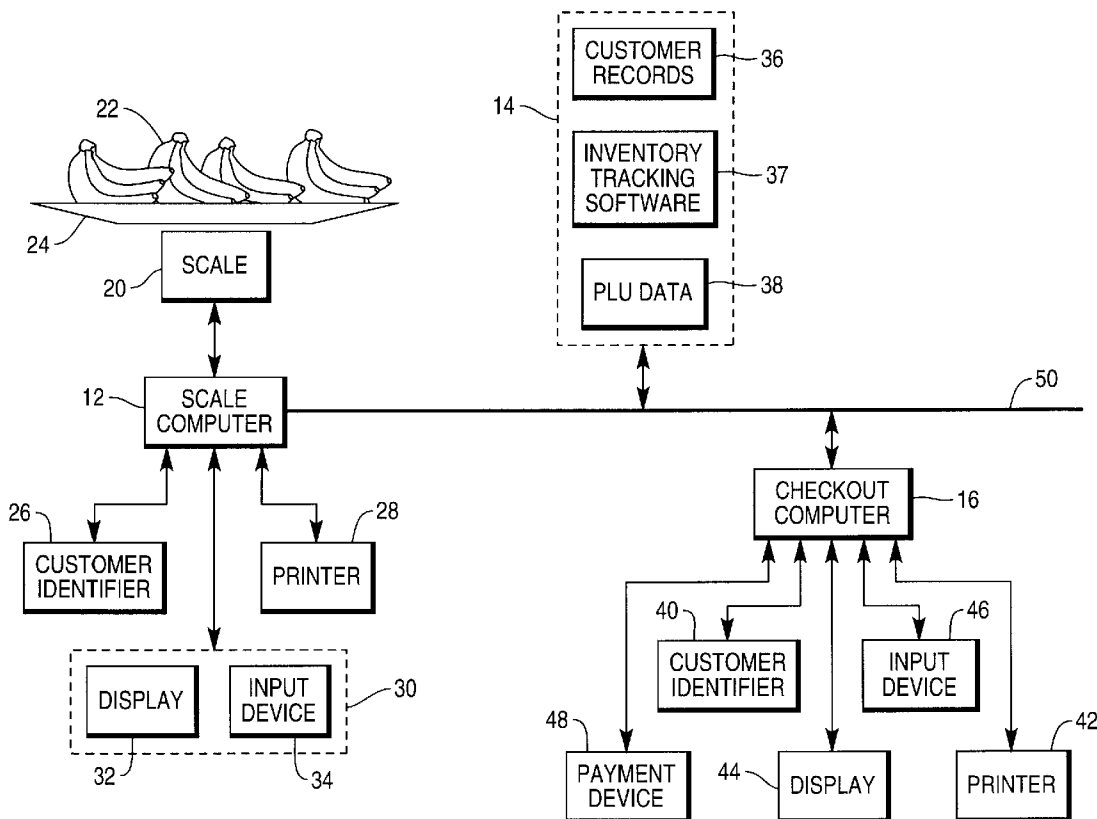 22
24
SCALE
20
14
CUSTOMER
RECORDS
36
INVENTORY
TRACKING
SOFTWARE
37
PLU DATA
38
12
SCALE
COMPUTER
50
CHECKOUT
COMPUTER
16
26
CUSTOMER
IDENTIFIER
28
PRINTER
DISPLAY
INPUT
DEVICE
30
32
34
40
CUSTOMER
IDENTIFIER
46
INPUT
DEVICE
48
PAYMENT
DEVICE
44
DISPLAY
42
PRINTER